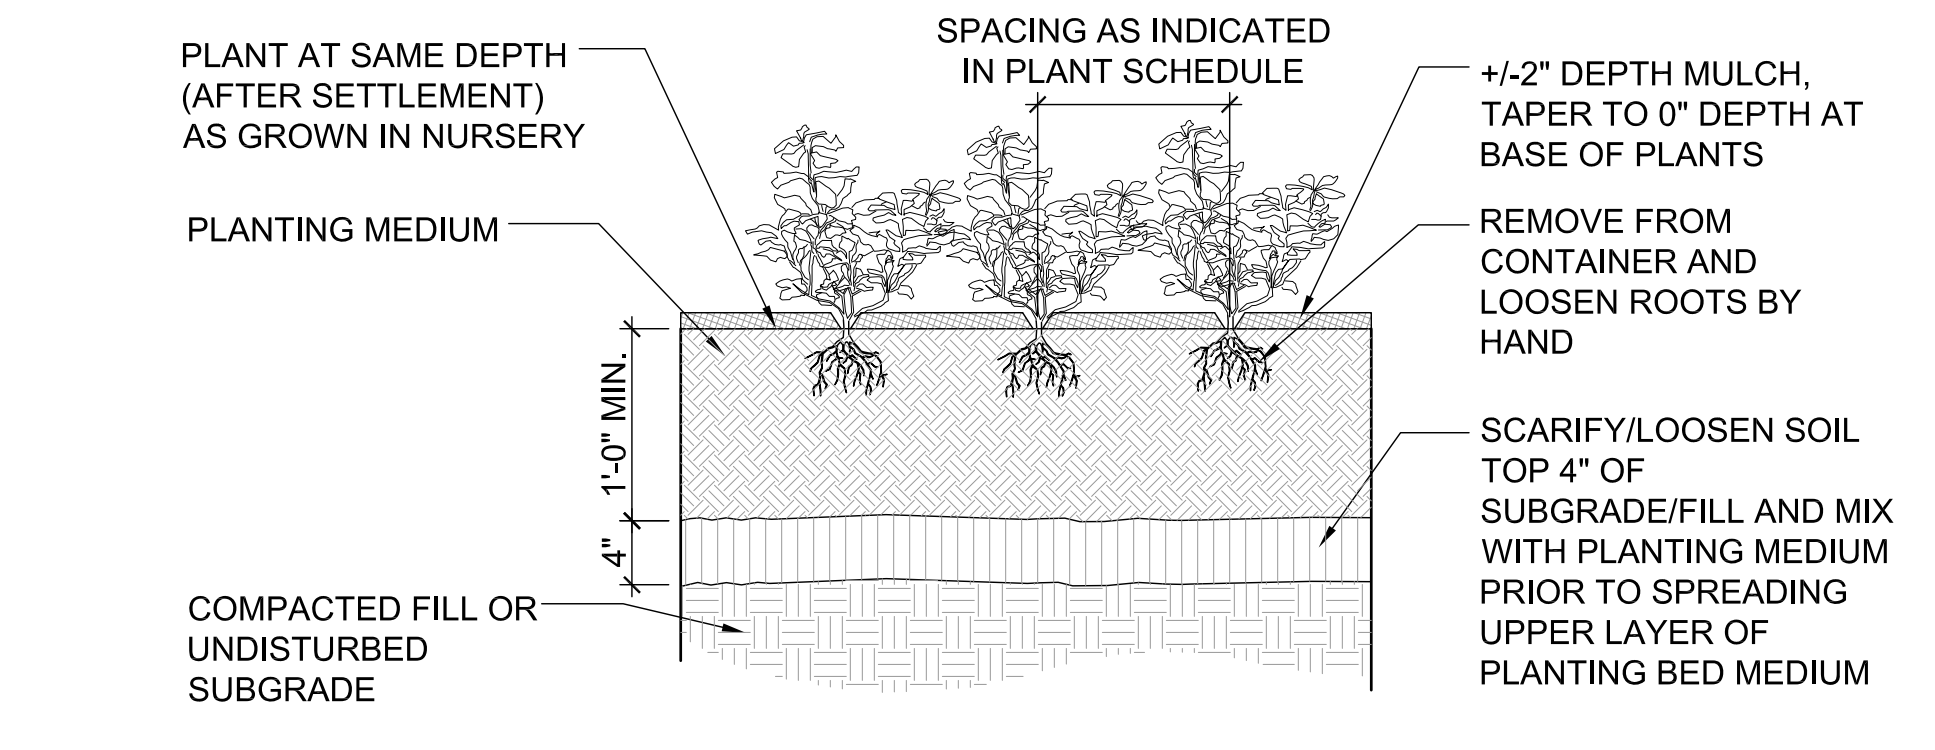 PLANT AT SAME DEPTH
(AFTER SETTLEMENT)
AS GROWN IN NURSERY
PLANTING MEDIUM
SPACING AS INDICATED
IN PLANT SCHEDULE
+/-2" DEPTH MULCH,
TAPER TO 0" DEPTH AT
BASE OF PLANTS
REMOVE FROM
CONTAINER AND
LOOSEN ROOTS BY
HAND
1'-0" MIN.
4"
SCARIFY/LOOSEN SOIL
TOP 4" OF
SUBGRADE/FILL AND MIX
WITH PLANTING MEDIUM
PRIOR TO SPREADING
UPPER LAYER OF
PLANTING BED MEDIUM
COMPACTED FILL OR
UNDISTURBED
SUBGRADE